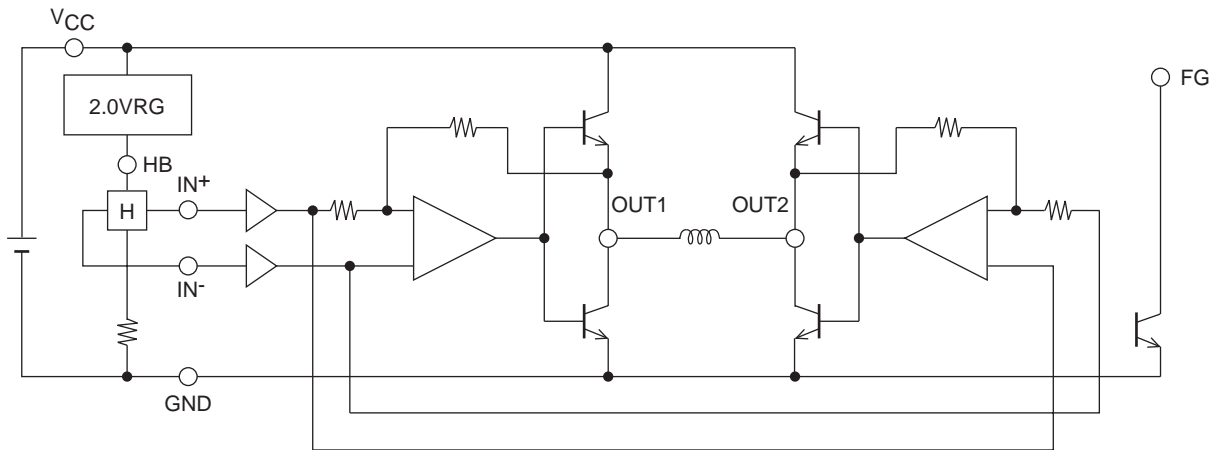 VCC
FG
2.0VRG
HB
IN+
H
OUT1
OUT2
IN-
GND